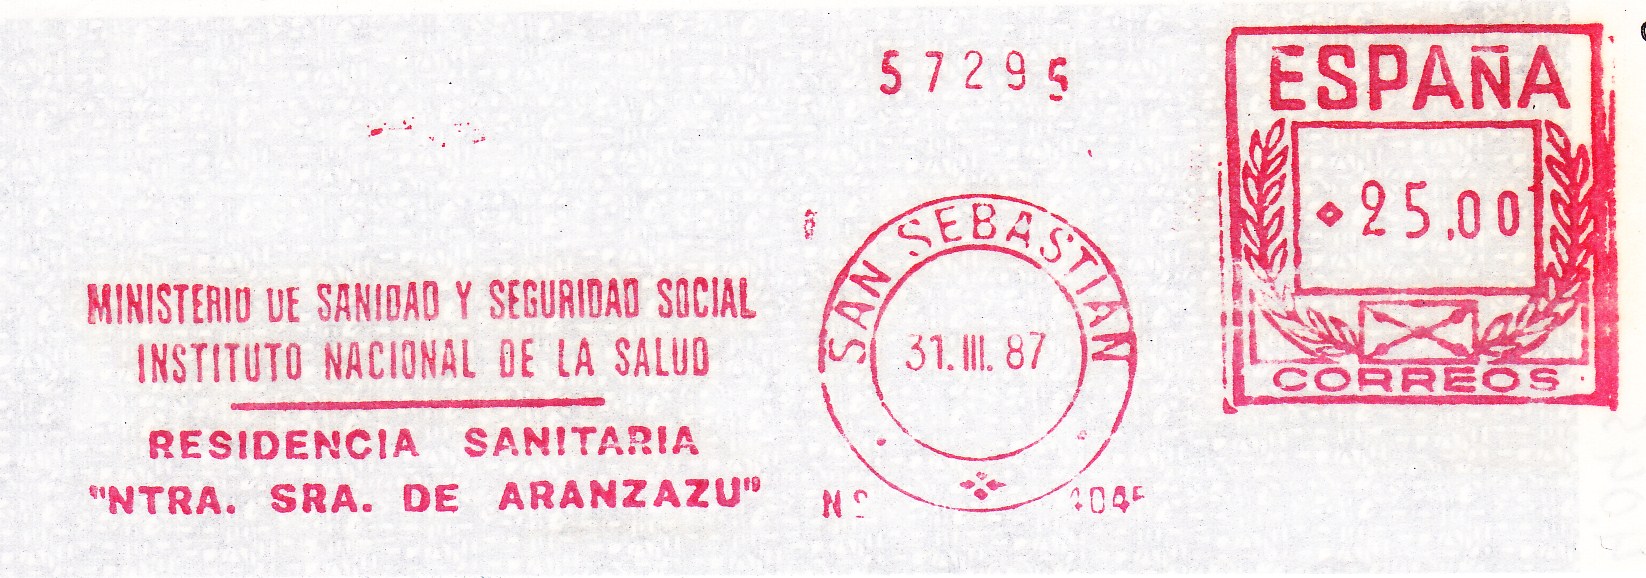 57295
ESPAÑA
25,00
CORREOS
SAN SEBASTIAN
31.III.87
MINISTERIO DE SANIDAD Y SEGURIDAD SOCIAL
INSTITUTO NACIONAL DE LA SALUD
RESIDENCIA SANITARIA
"NTRA. SRA. DE ARANZAZU"